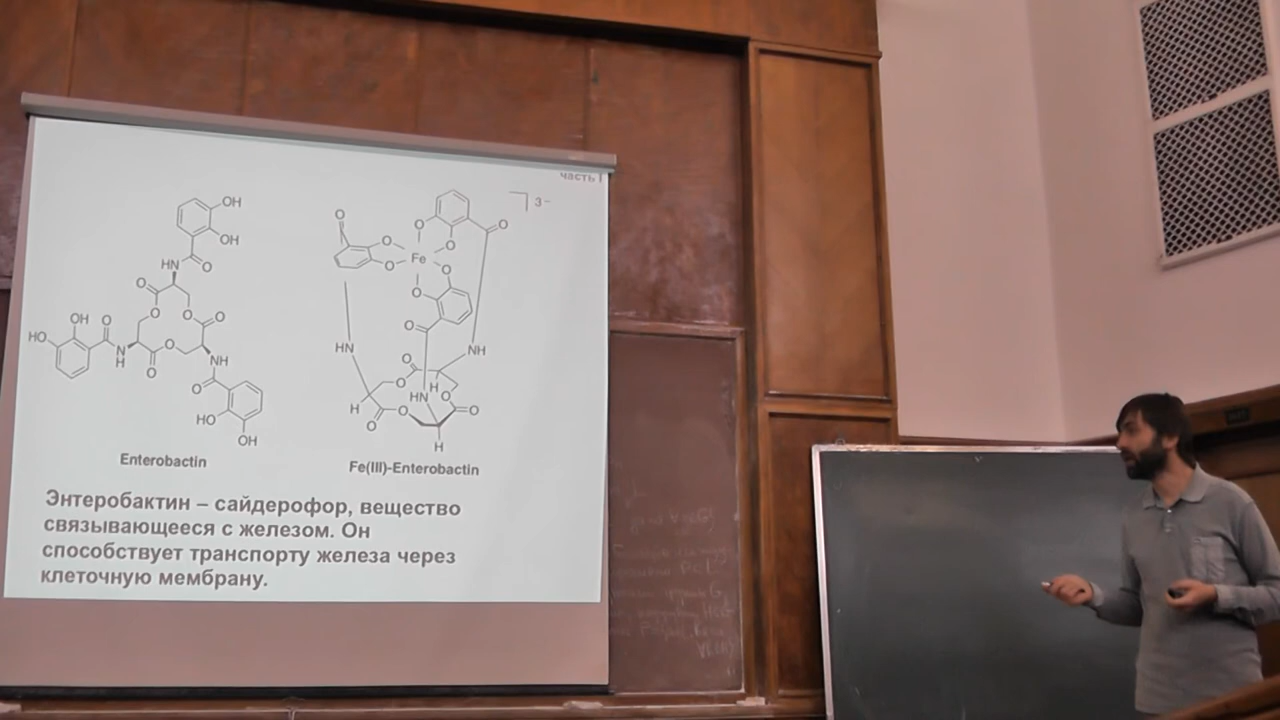 часть I
3−
OH
OH
HN
O
O
O
O
O
OH
O
HO
N
H
O
O
NH
O
HO
OH
O
O
O
O
O
Fe
O
O
O
O
O
HN
NH
O
O
H
HN
O
H
O
O
O
H
Enterobactin
Fe(III)-Enterobactin
Энтеробактин – сайдерофор, вещество
связывающееся с железом. Он
способствует транспорту железа через
клеточную мембрану.